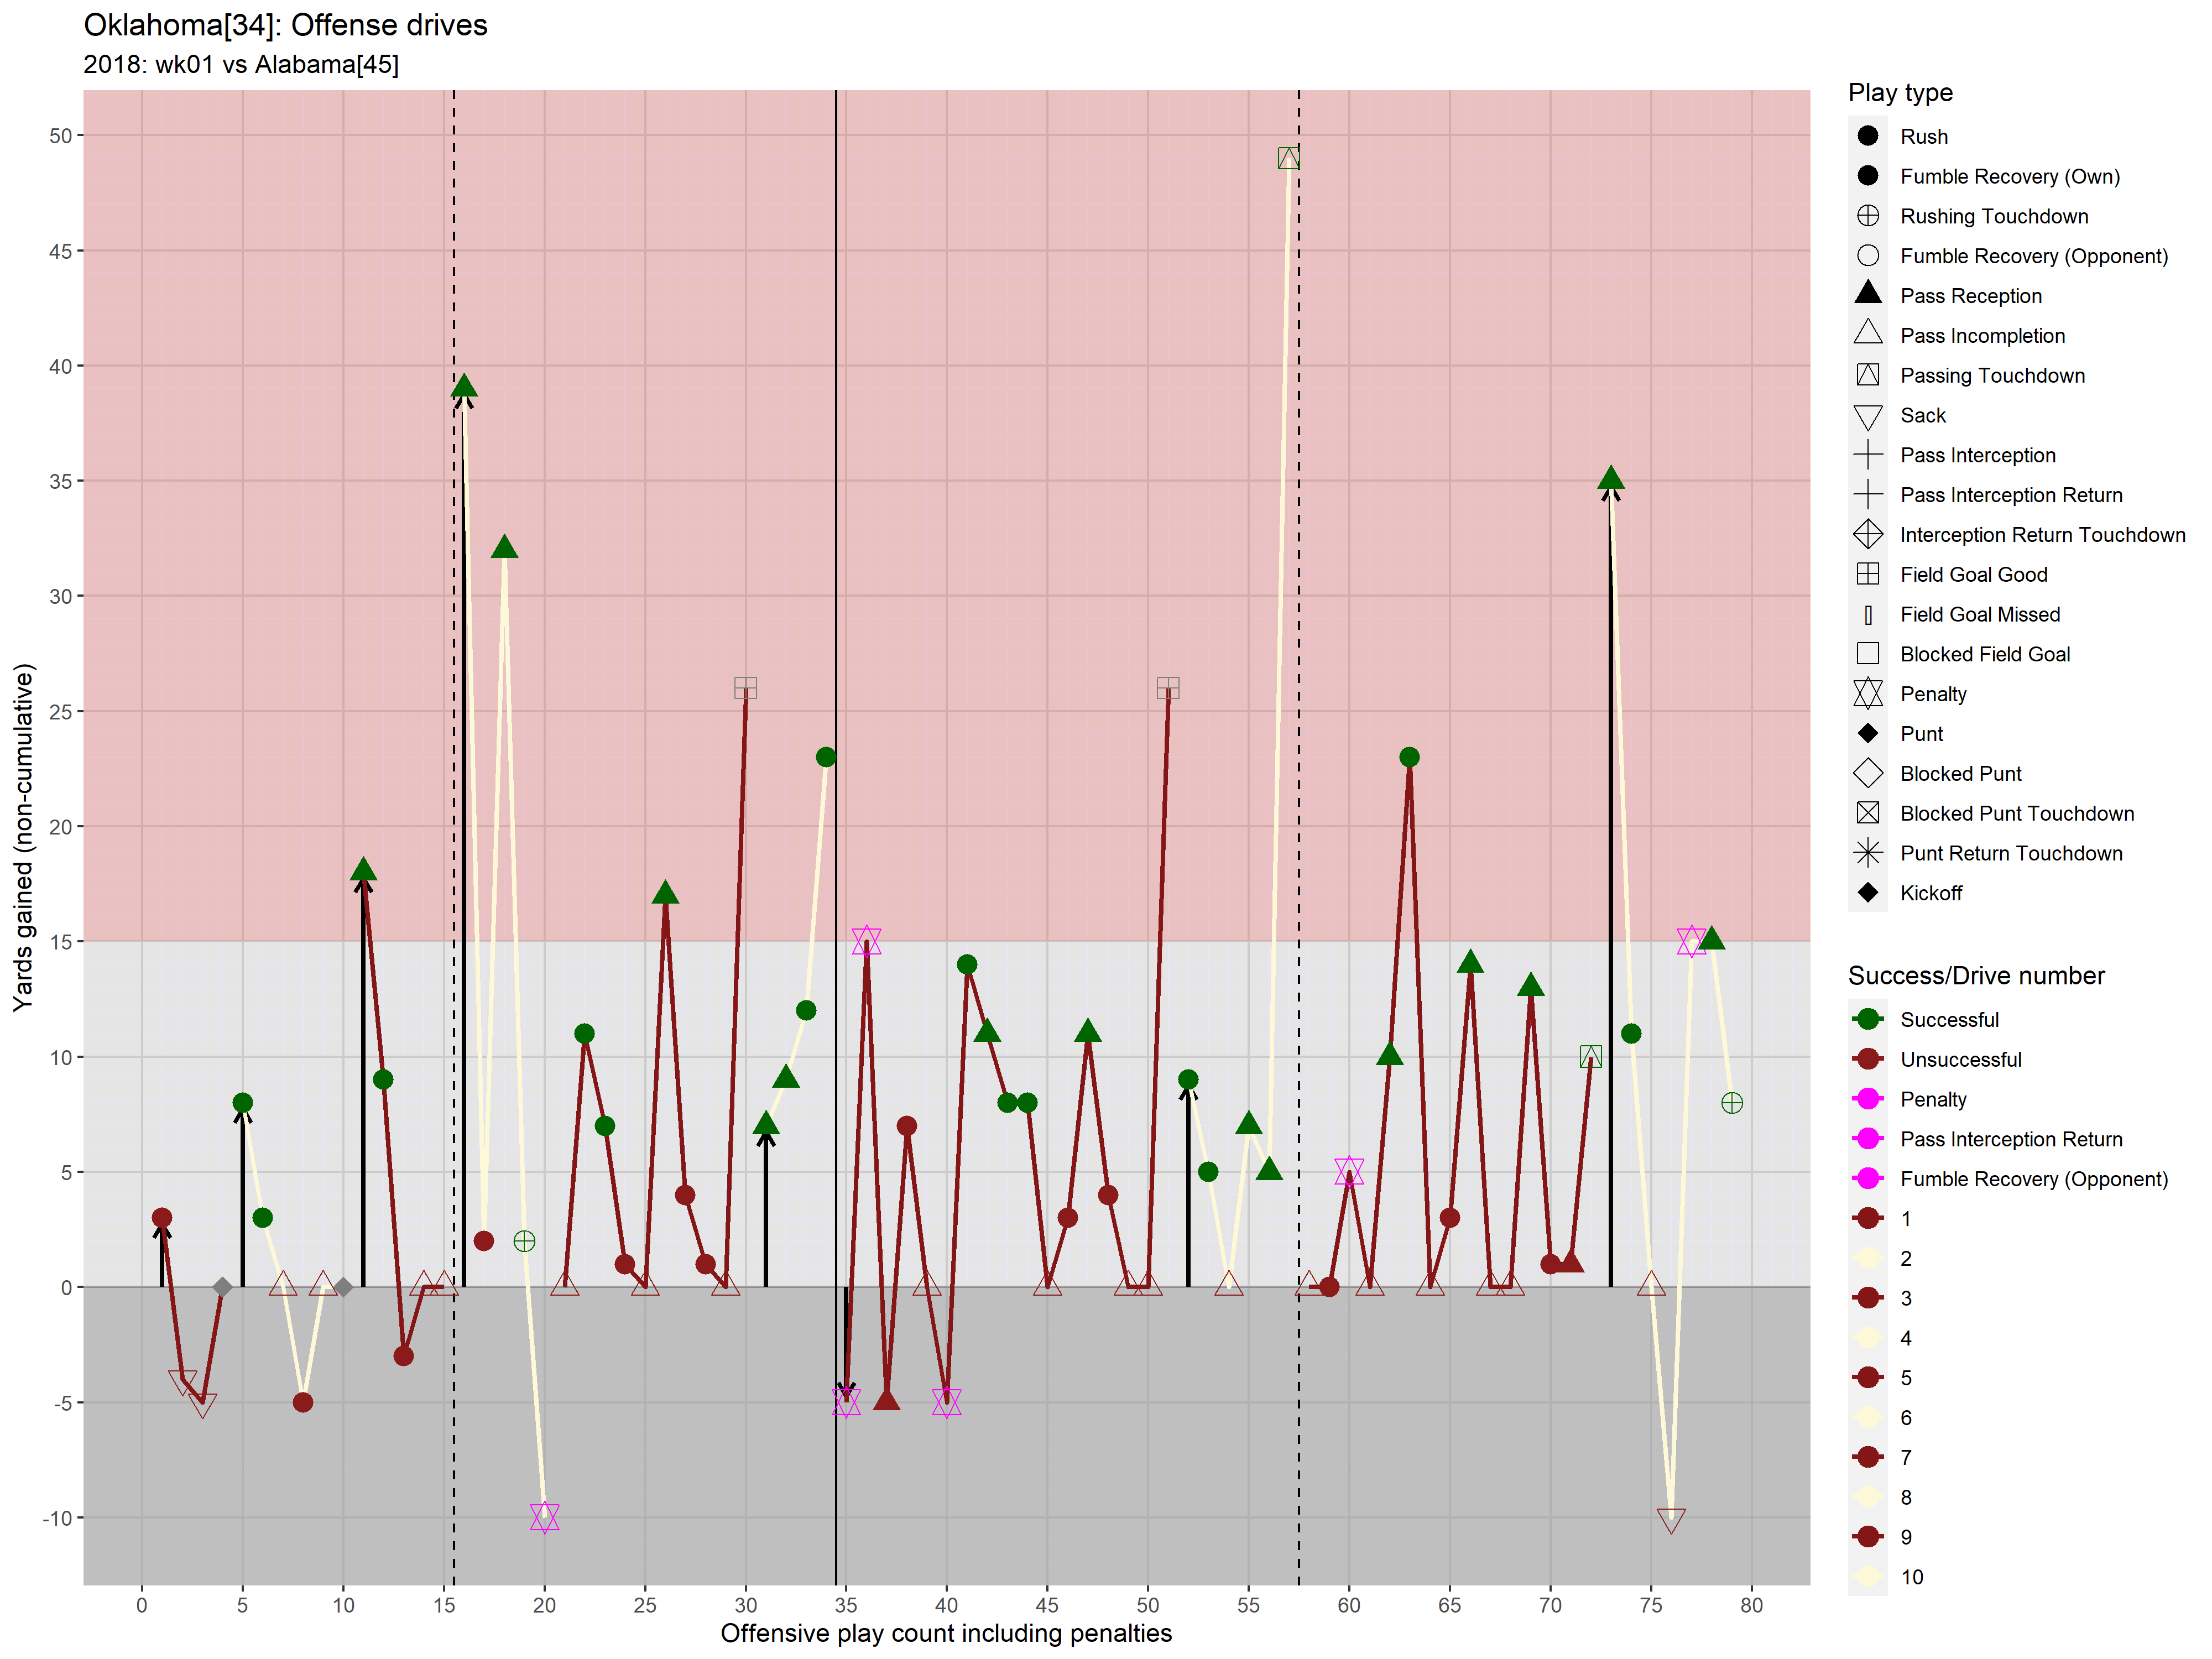 Oklahoma[34]: Offense drives
2018: wk01 vs Alabama[45]
Yards gained (non-cumulative)
50
45
40
35
30
25
20
15
10
5
0
-5
-10
0 5 10 15 20 25 30 35 40 45 50 55 60 65 70 75 80
Offensive play count including penalties
Play type
Rush
Fumble Recovery (Own)
Rushing Touchdown
Fumble Recovery (Opponent)
Pass Reception
Pass Incompletion
Passing Touchdown
Sack
Pass Interception
Pass Interception Return
Interception Return Touchdown
Field Goal Good
Field Goal Missed
Blocked Field Goal
Penalty
Punt
Blocked Punt
Blocked Punt Touchdown
Punt Return Touchdown
Kickoff
Success/Drive number
Successful
Unsuccessful
Penalty
Pass Interception Return
Fumble Recovery (Opponent)
1
2
3
4
5
6
7
8
9
10